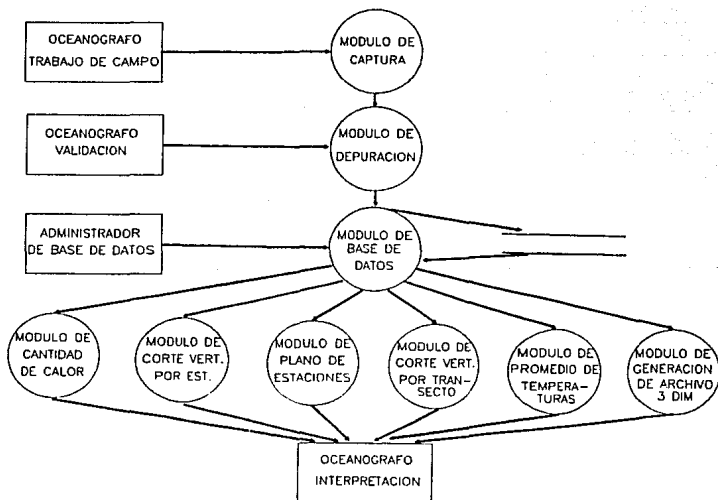 OCEANOGRAFO
TRABAJO DE CAMPO
MODULO DE
CAPTURA
OCEANOGRAFO
VALIDACION
MODULO DE
DEPURACION
ADMINISTRADOR
DE BASE DE DATOS
MODULO DE
BASE DE
DATOS
MODULO DE
CANTIDAD
DE CALOR
MODULO DE
CORTE VERT.
POR EST.
MODULO DE
PLANO DE
ESTACIONES
MODULO DE
CORTE VERT.
POR TRAN-
SECTO
MODULO DE
PROMEDIO DE
TEMPERA-
TURAS
MODULO DE
GENERACION
DE ARCHIVO
3 DIM
OCEANOGRAFO
INTERPRETACION